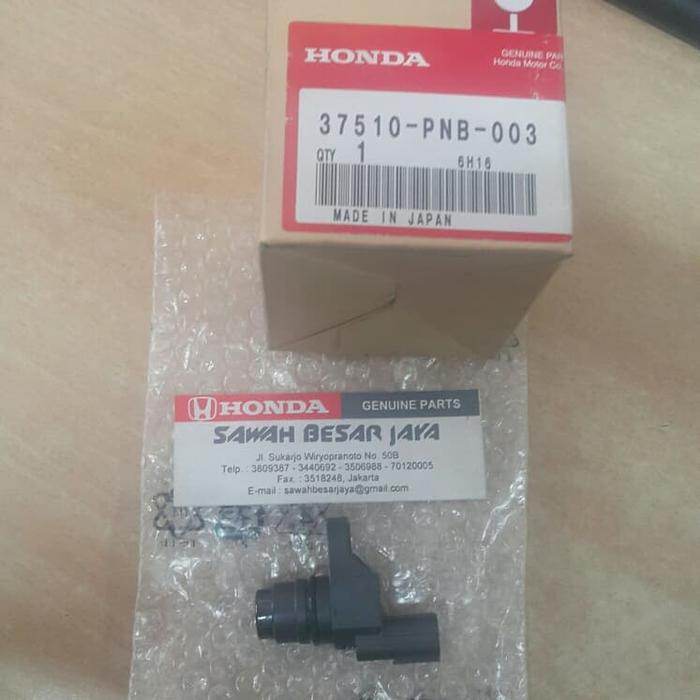 HONDA
GENUINE PAR
Honda Motor Co.
37510-PNB-003
QTY 1 6H16
MADE IN JAPAN
HONDA GENUINE PARTS
SAWAH BESAR JAYA
Jl. Sukarjo Wiryopranoto No. 50B
Telp. : 3809387 - 3440692 - 3506988 - 70120005
Fax. : 3518248, Jakarta
E-mail : sawahbesarjaya@gmail.com